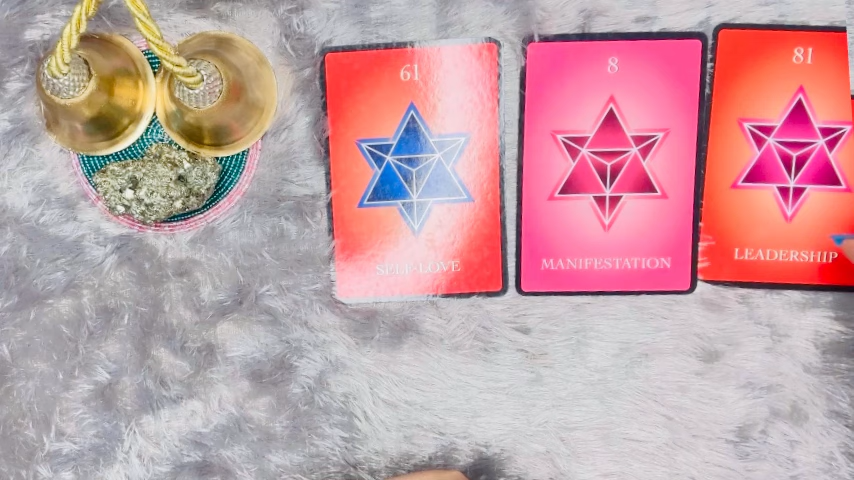 61
SELF-LOVE
8
MANIFESTATION
81
LEADERSHIP